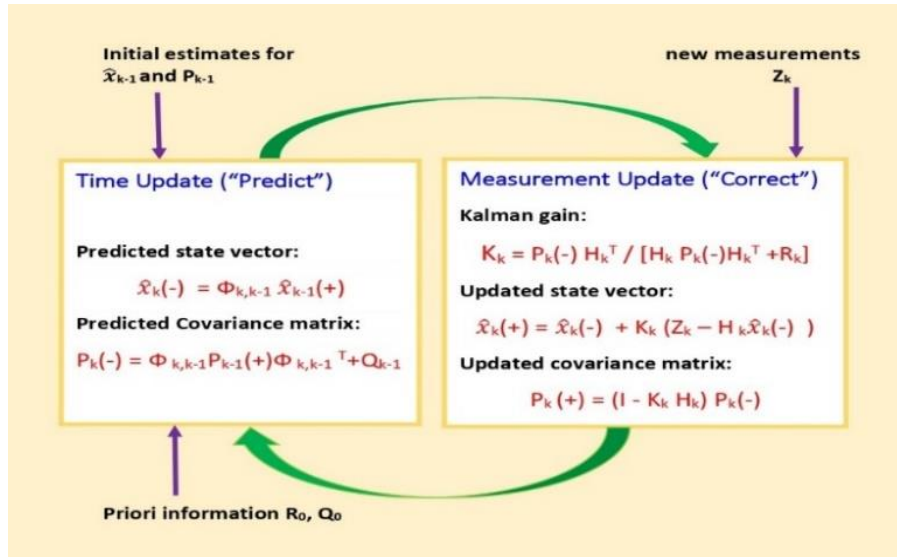 Initial estimates for
x̂ₖ₋₁ and Pₖ₋₁
new measurements
Zₖ
Time Update (“Predict”)
Predicted state vector:
x̂ₖ(-) = Φₖ,ₖ₋₁ x̂ₖ₋₁(+)
Predicted Covariance matrix:
Pₖ(-) = Φ ₖ,ₖ₋₁Pₖ₋₁(+)Φ ₖ,ₖ₋₁ ᵀ+Qₖ₋₁
Measurement Update (“Correct”)
Kalman gain:
Kₖ = Pₖ(-) Hₖᵀ / [Hₖ Pₖ(-)Hₖᵀ +Rₖ]
Updated state vector:
x̂ₖ(+) = x̂ₖ(-) + Kₖ (Zₖ – H ₖx̂ₖ(-) )
Updated covariance matrix:
Pₖ (+) = (I - Kₖ Hₖ) Pₖ(-)
Priori information R₀, Q₀